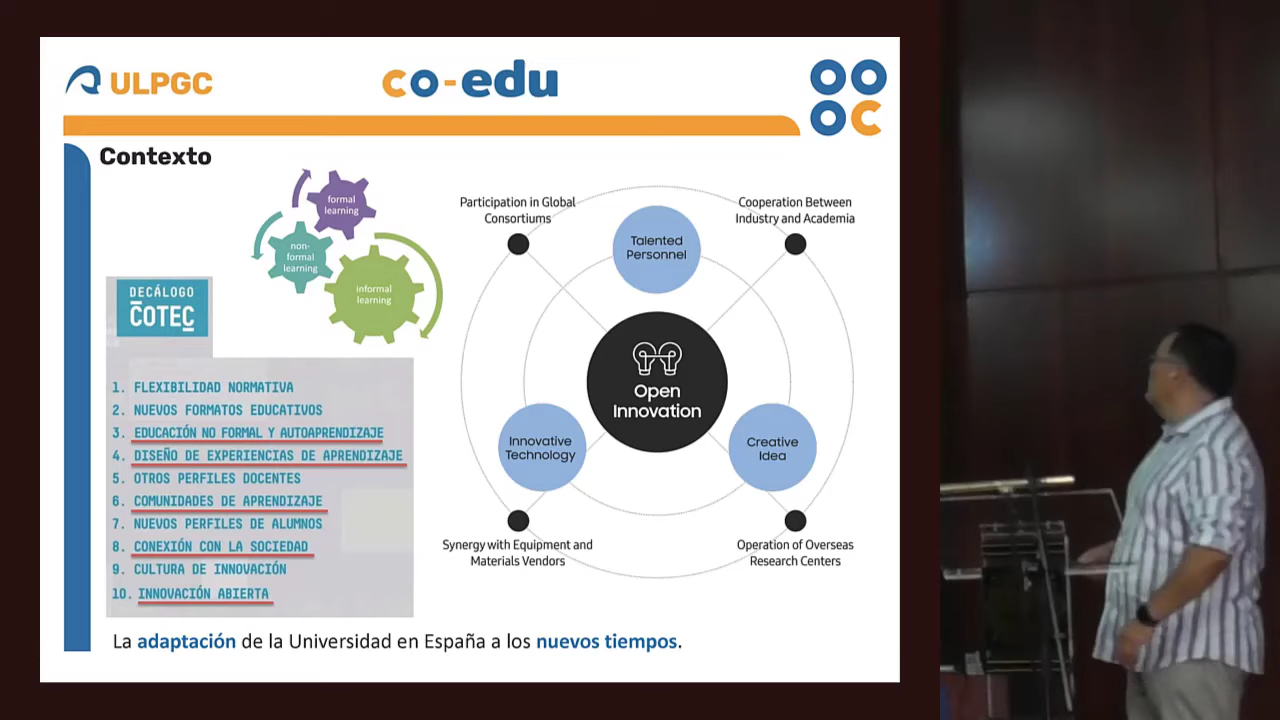 ULPGC
co-edu
OO
OC
Contexto
formal
learning
non-
formal
learning
informal
learning
DECÁLOGO
COTEC
1. FLEXIBILIDAD NORMATIVA
2. NUEVOS FORMATOS EDUCATIVOS
3. EDUCACIÓN NO FORMAL Y AUTOAPRENDIZAJE
4. DISEÑO DE EXPERIENCIAS DE APRENDIZAJE
5. OTROS PERFILES DOCENTES
6. COMUNIDADES DE APRENDIZAJE
7. NUEVOS PERFILES DE ALUMNOS
8. CONEXIÓN CON LA SOCIEDAD
9. CULTURA DE INNOVACIÓN
10. INNOVACIÓN ABIERTA
Participation in Global
Consortiums
Cooperation Between
Industry and Academia
Talented
Personnel
Open
Innovation
Innovative
Technology
Creative
Idea
Synergy with Equipment and
Materials Vendors
Operation of Overseas
Research Centers
La adaptación de la Universidad en España a los nuevos tiempos.